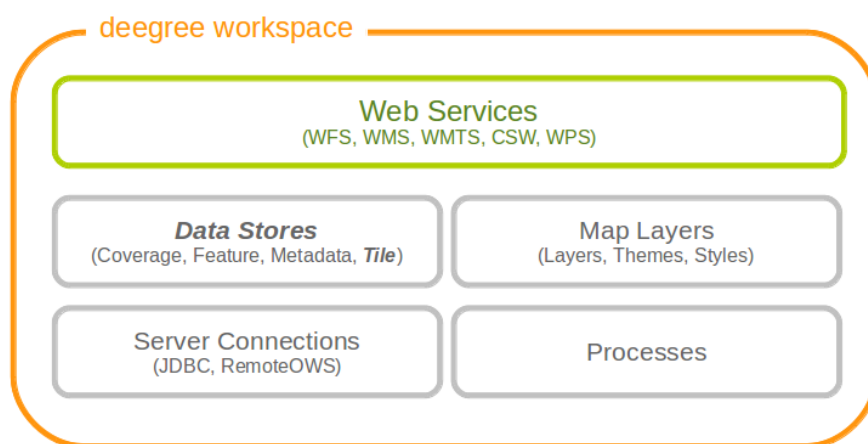 deegree workspace
Web Services
(WFS, WMS, WMTS, CSW, WPS)
Data Stores
(Coverage, Feature, Metadata, Tile)
Map Layers
(Layers, Themes, Styles)
Server Connections
(JDBC, RemoteOWS)
Processes